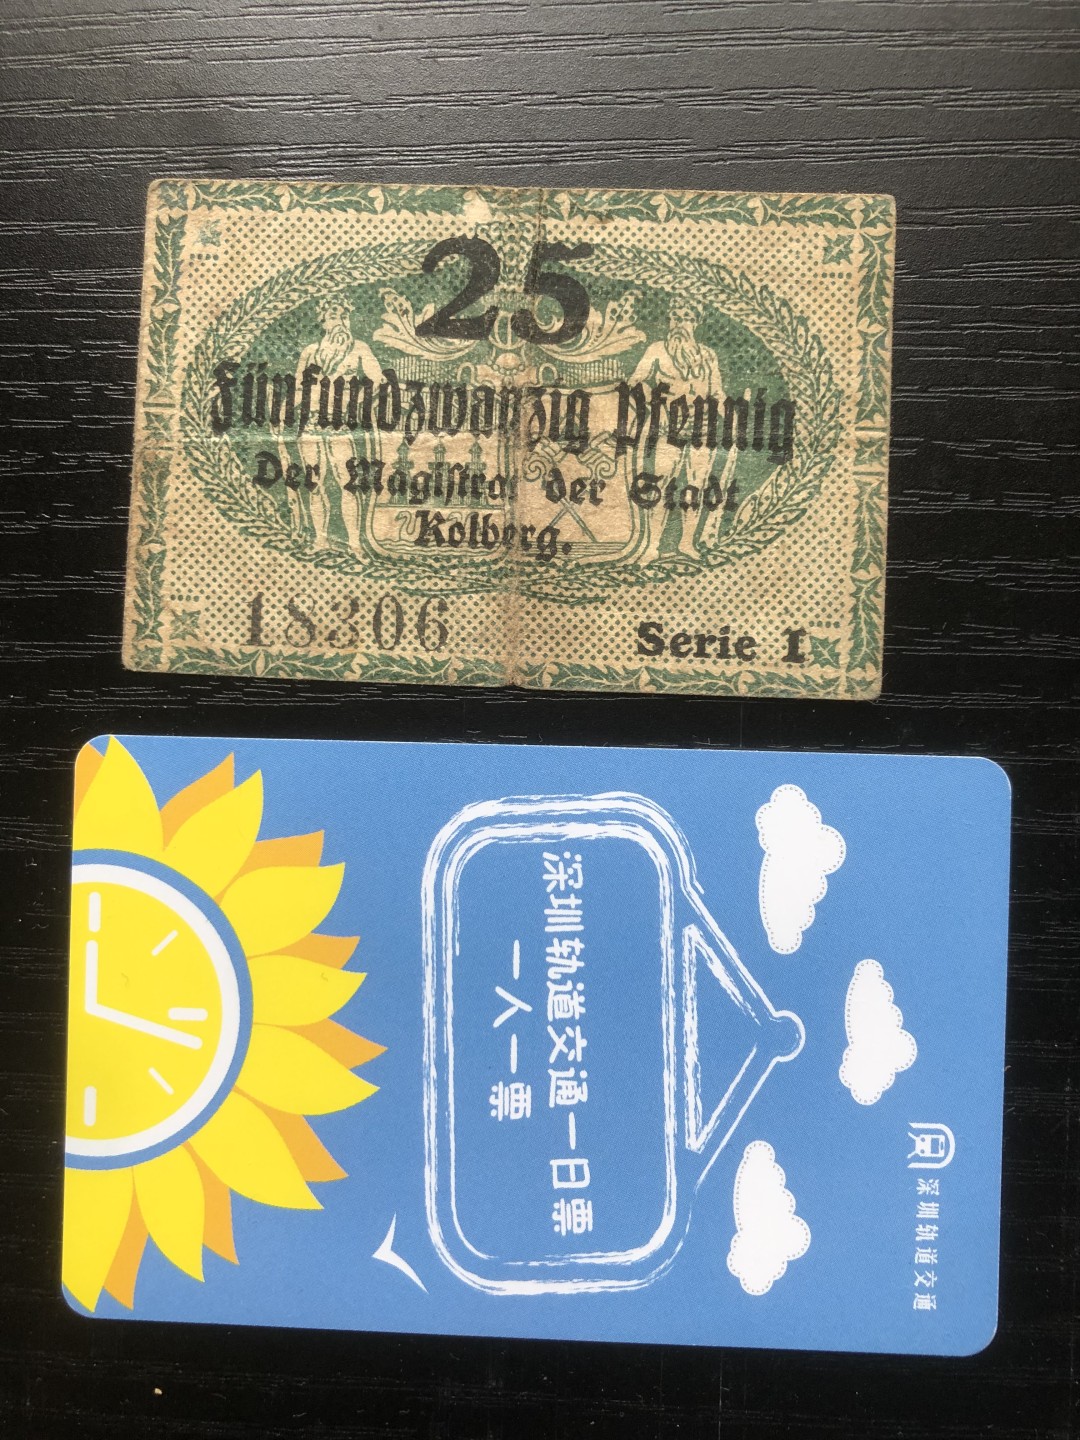 25
Fünfundzwanzig Pfennig
Der Magistrat der Stadt
Kolberg.
18306
Serie I
深圳轨道交通一日票
一人一票
深圳轨道交通